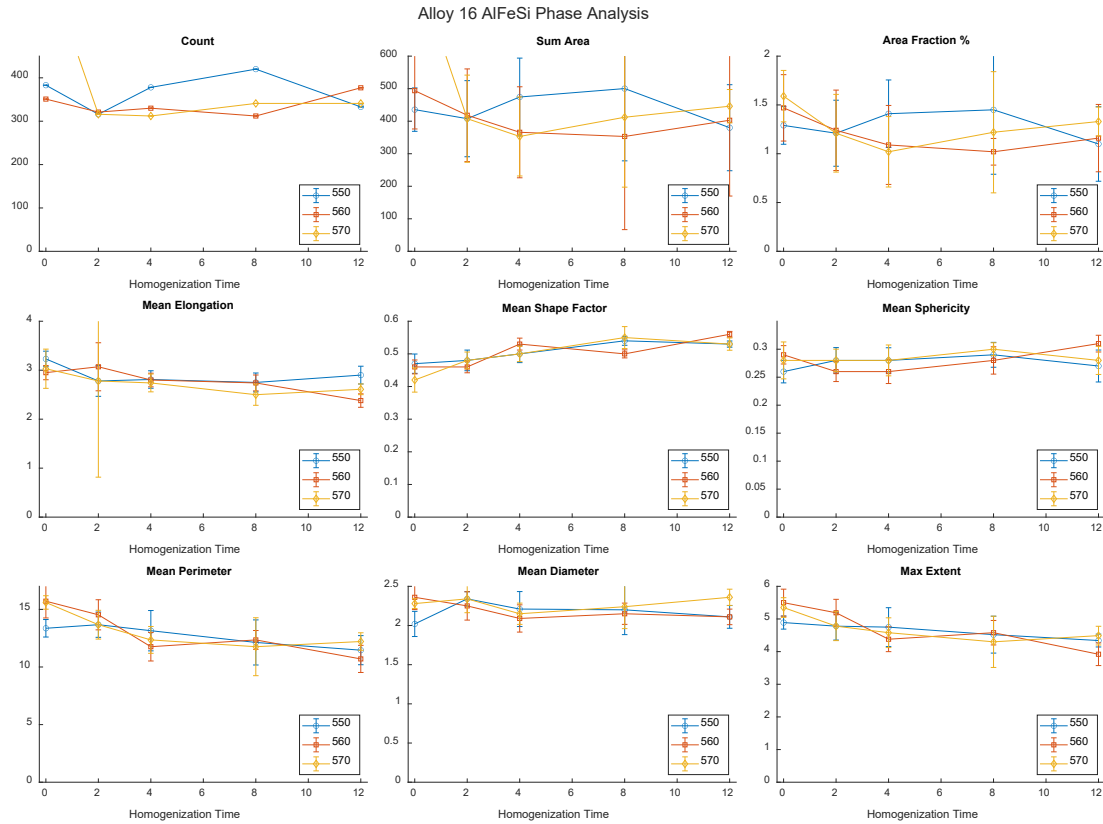 Alloy 16 AlFeSi Phase Analysis
Count
400
300
200
100
0
0 2 4 6 8 10 12
Homogenization Time
550
560
570
Sum Area
600
500
400
300
200
100
0
0 2 4 6 8 10 12
Homogenization Time
550
560
570
Area Fraction %
2
1.5
1
0.5
0
0 2 4 6 8 10 12
Homogenization Time
550
560
570
Mean Elongation
4
3
2
1
0
0 2 4 6 8 10 12
Homogenization Time
550
560
570
Mean Shape Factor
0.6
0.5
0.4
0.3
0.2
0.1
0
0 2 4 6 8 10 12
Homogenization Time
550
560
570
Mean Sphericity
0.3
0.25
0.2
0.15
0.1
0.05
0
0 2 4 6 8 10 12
Homogenization Time
550
560
570
Mean Perimeter
15
10
5
0
0 2 4 6 8 10 12
Homogenization Time
550
560
570
Mean Diameter
2.5
2
1.5
1
0.5
0
0 2 4 6 8 10 12
Homogenization Time
550
560
570
Max Extent
6
5
4
3
2
1
0
0 2 4 6 8 10 12
Homogenization Time
550
560
570